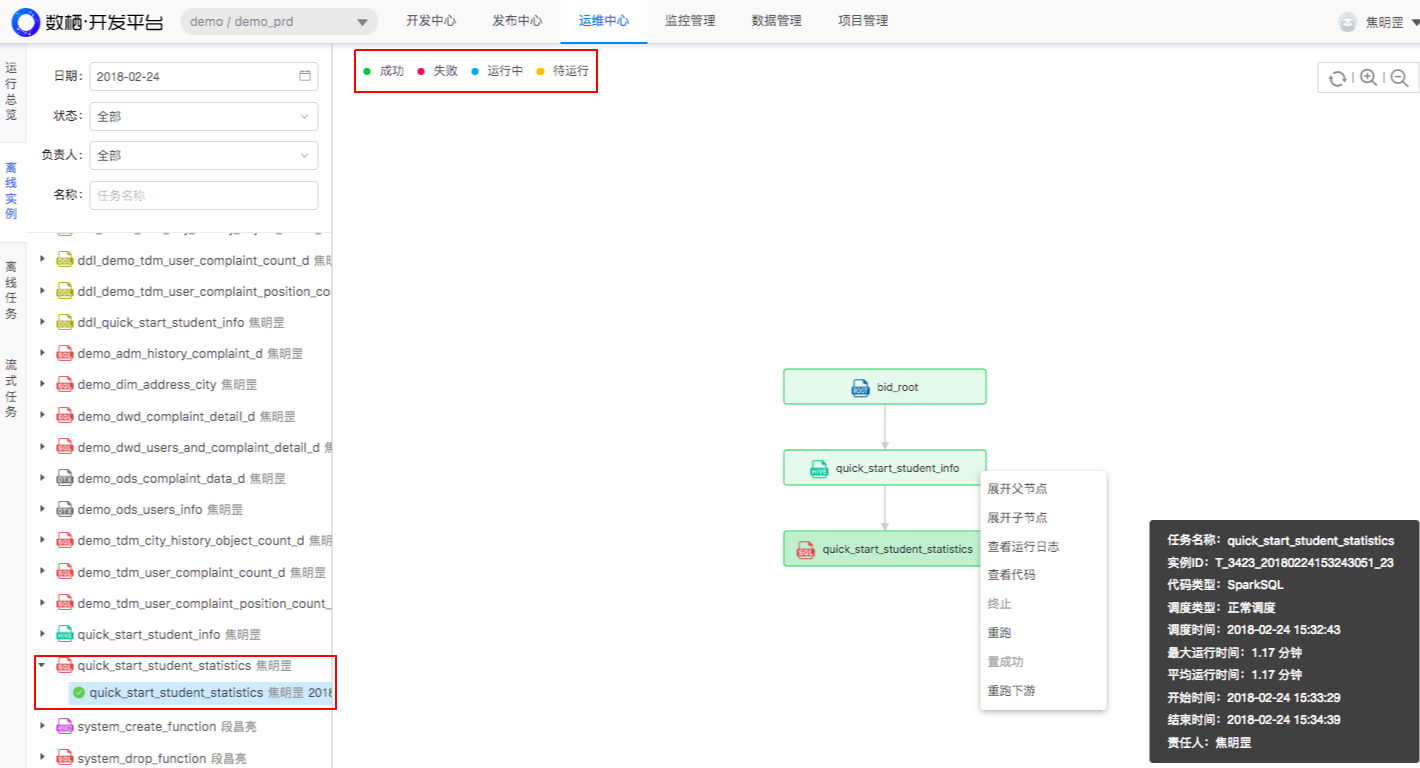 数栖·开发平台
demo / demo_prd
开发中心
发布中心
运维中心
监控管理
数据管理
项目管理
焦明罡
运行总览
离线实例
离线任务
流式任务
日期: 2018-02-24
状态: 全部
负责人: 全部
名称: 任务名称
ddl_demo_tdm_user_complaint_count_d 焦
ddl_demo_tdm_user_complaint_position_co
ddl_quick_start_student_info 焦明罡
demo_adm_history_complaint_d 焦明罡
demo_dim_address_city 焦明罡
demo_dwd_complaint_detail_d 焦明罡
demo_dwd_users_and_complaint_detail_d
demo_ods_complaint_data_d 焦明罡
demo_ods_users_info 焦明罡
demo_tdm_city_history_object_count_d 焦
demo_tdm_user_complaint_count_d 焦明罡
demo_tdm_user_complaint_position_count_
quick_start_student_info 焦明罡
quick_start_student_statistics 焦明罡
quick_start_student_statistics 焦明罡 2018
system_create_function 段昌亮
system_drop_function 段昌亮
成功 失败 运行中 待运行
ROOT bid_root
HIVE quick_start_student_info
SQL quick_start_student_statistics
展开父节点
展开子节点
查看运行日志
查看代码
终止
重跑
置成功
重跑下游
任务名称: quick_start_student_statistics
实例ID: T_3423_20180224153243051_23
代码类型: SparkSQL
调度类型: 正常调度
调度时间: 2018-02-24 15:32:43
最大运行时间: 1.17 分钟
平均运行时间: 1.17 分钟
开始时间: 2018-02-24 15:33:29
结束时间: 2018-02-24 15:34:39
责任人: 焦明罡